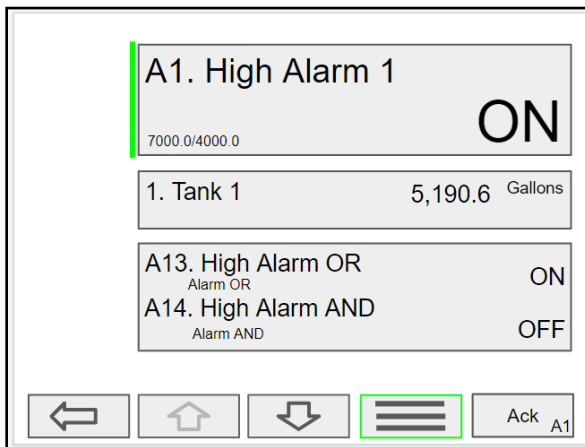 A1. High Alarm 1
ON
7000.0/4000.0
1. Tank 1 5,190.6 Gallons
A13. High Alarm OR
Alarm OR
ON
A14. High Alarm AND
Alarm AND
OFF
Ack A1